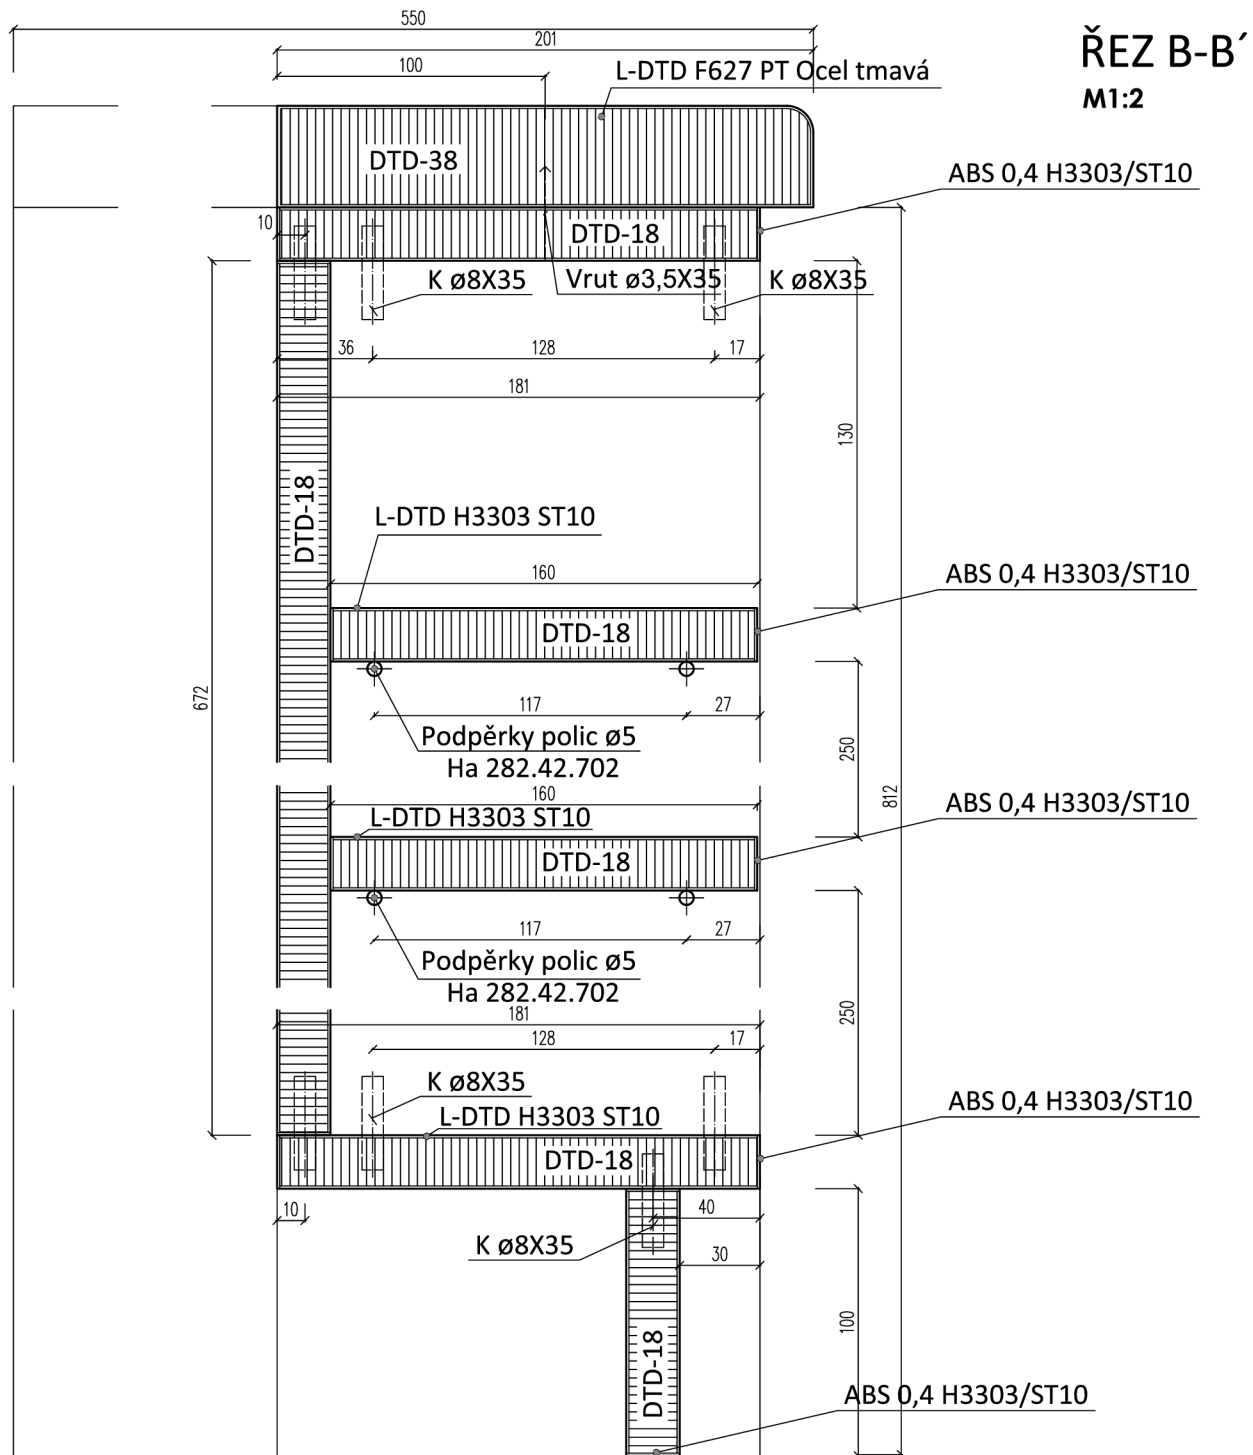 550
201
ŘEZ B-B´
100
L-DTD F627 PT Ocel tmavá
M1:2
DTD-38
ABS 0,4 H3303/ST10
10
DTD-18
K ø8X35
Vrut ø3,5X35
K ø8X35
36
128
17
181
130
DTD-18
L-DTD H3303 ST10
160
ABS 0,4 H3303/ST10
DTD-18
672
117
27
Podpěrky polic ø5
Ha 282.42.702
250
812
160
L-DTD H3303 ST10
ABS 0,4 H3303/ST10
DTD-18
117
27
Podpěrky polic ø5
Ha 282.42.702
181
250
128
17
K ø8X35
L-DTD H3303 ST10
ABS 0,4 H3303/ST10
DTD-18
10
40
K ø8X35
30
100
DTD-18
ABS 0,4 H3303/ST10